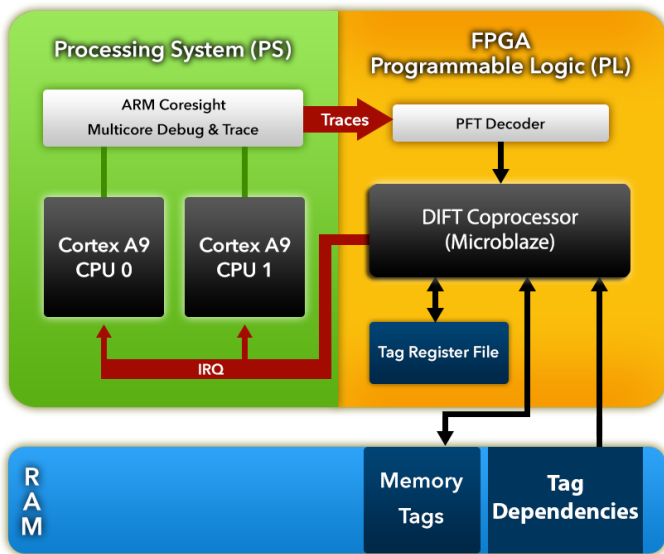 Processing System (PS)
FPGA
Programmable Logic (PL)
ARM Coresight
Multicore Debug & Trace
Traces
PFT Decoder
Cortex A9
CPU 0
Cortex A9
CPU 1
DIFT Coprocessor
(Microblaze)
Tag Register File
IRQ
RAM
Memory
Tags
Tag
Dependencies